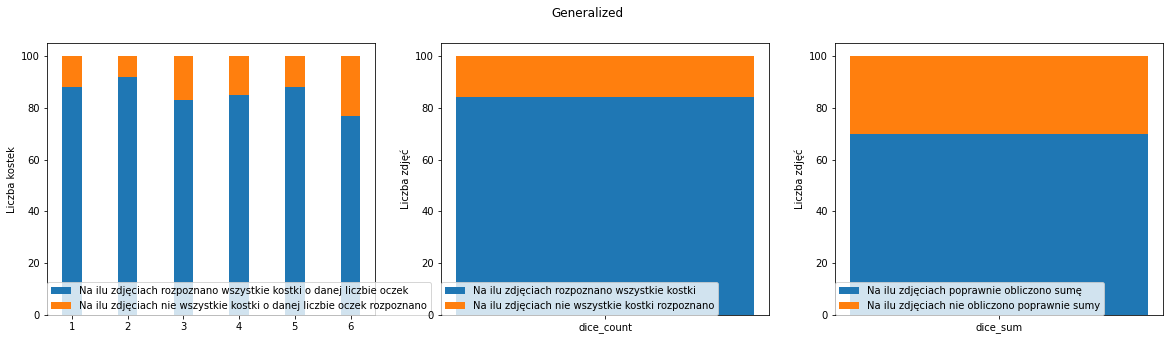 Generalized
Liczba kostek
100
80
60
40
20
0
1 2 3 4 5 6
Na ilu zdjęciach rozpoznano wszystkie kostki o danej liczbie oczek
Na ilu zdjęciach nie wszystkie kostki o danej liczbie oczek rozpoznano
Liczba zdjęć
100
80
60
40
20
0
dice_count
Na ilu zdjęciach rozpoznano wszystkie kostki
Na ilu zdjęciach nie wszystkie kostki rozpoznano
Liczba zdjęć
100
80
60
40
20
0
dice_sum
Na ilu zdjęciach poprawnie obliczono sumę
Na ilu zdjęciach nie obliczono poprawnie sumy